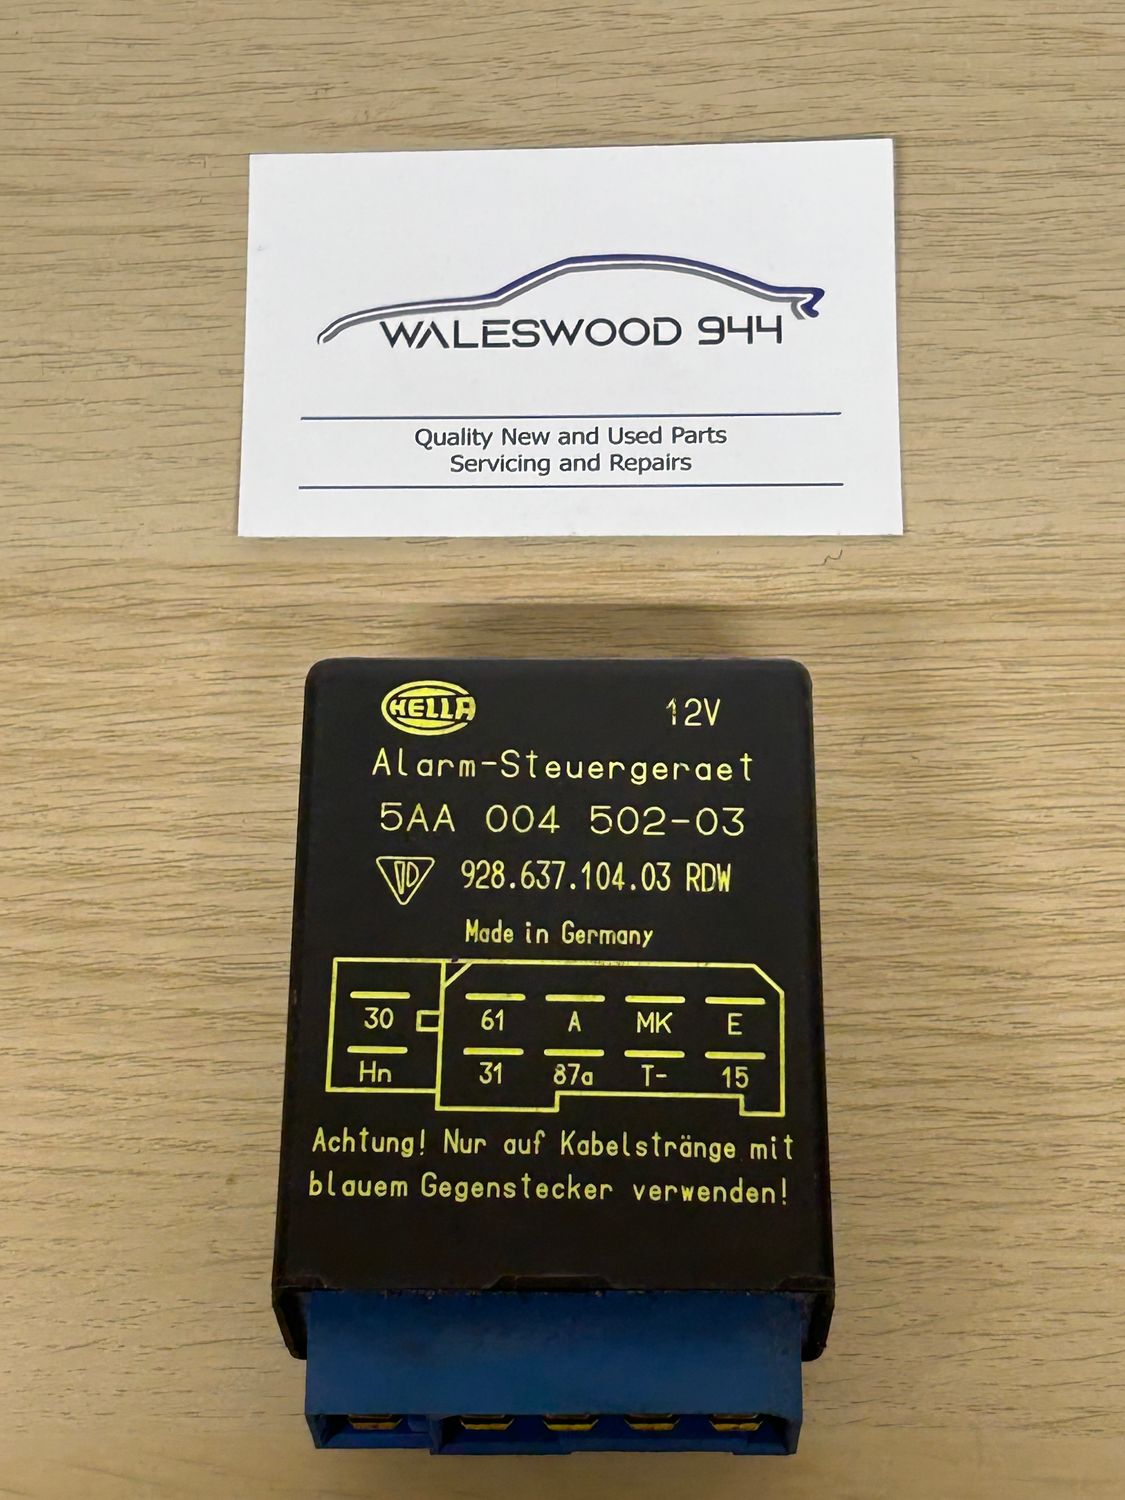 WALESWOOD 944
Quality New and Used Parts
Servicing and Repairs
HELLA 12V
Alarm-Steuergeraet
5AA 004 502-03
928.637.104.03 RDW
Made in Germany
30 61 A MK E
Hn 31 87a T- 15
Achtung! Nur auf Kabelstränge mit
blauem Gegenstecker verwenden!